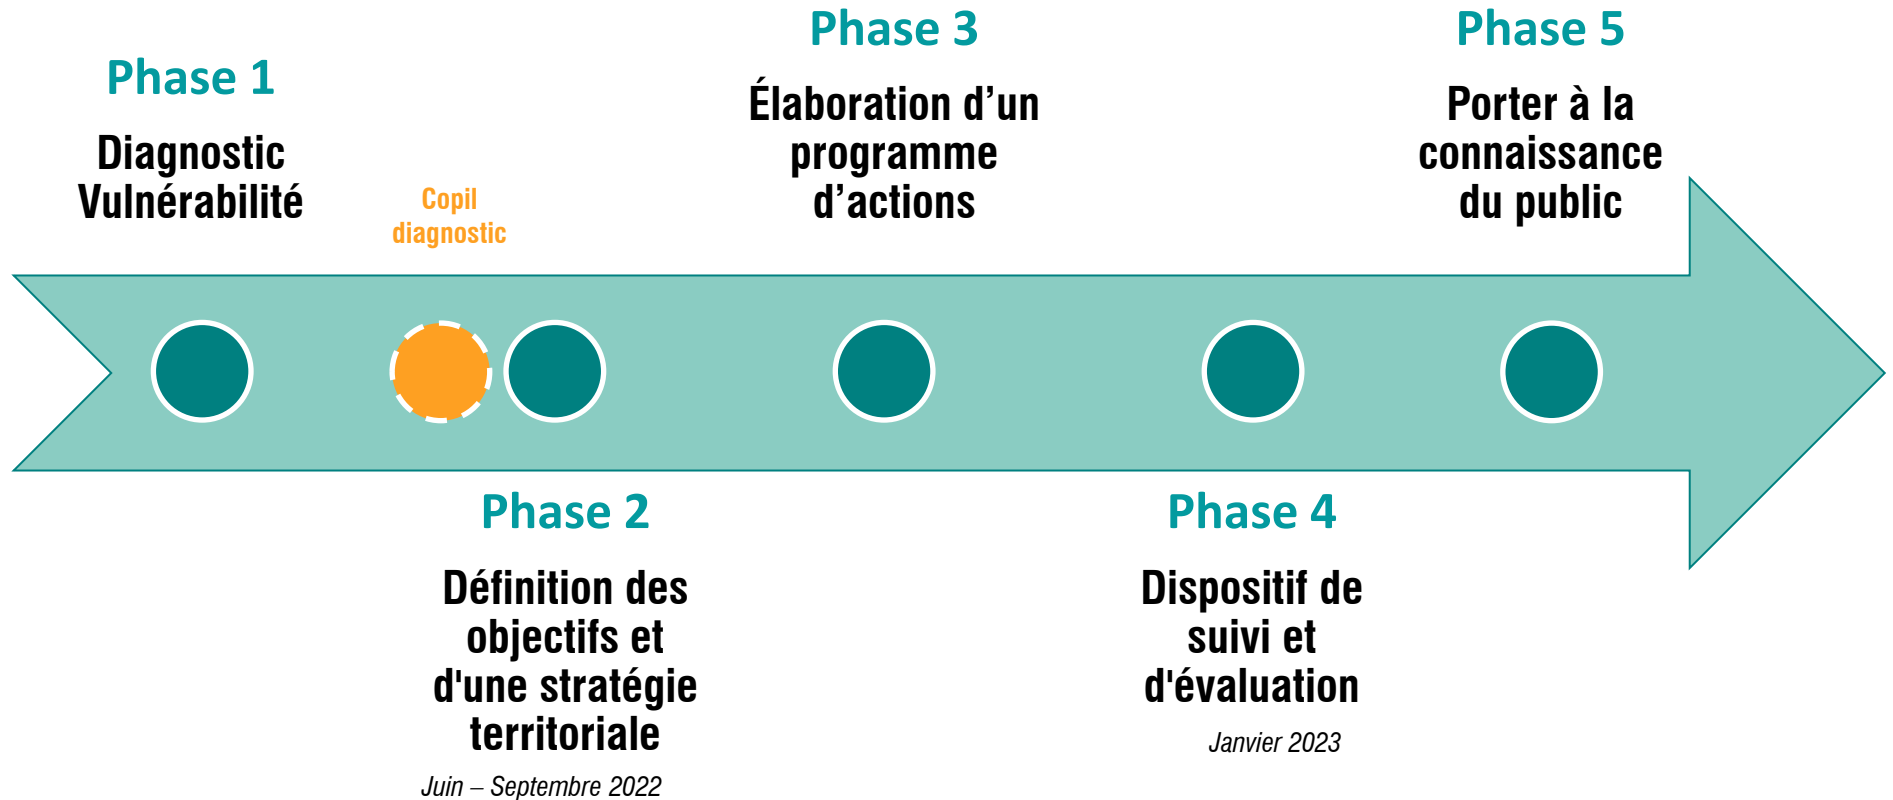 Phase 1
Diagnostic
Vulnérabilité
Copil
diagnostic
Phase 2
Définition des
objectifs et
d'une stratégie
territoriale
Juin – Septembre 2022
Phase 3
Élaboration d’un
programme
d’actions
Phase 4
Dispositif de
suivi et
d'évaluation
Janvier 2023
Phase 5
Porter à la
connaissance
du public